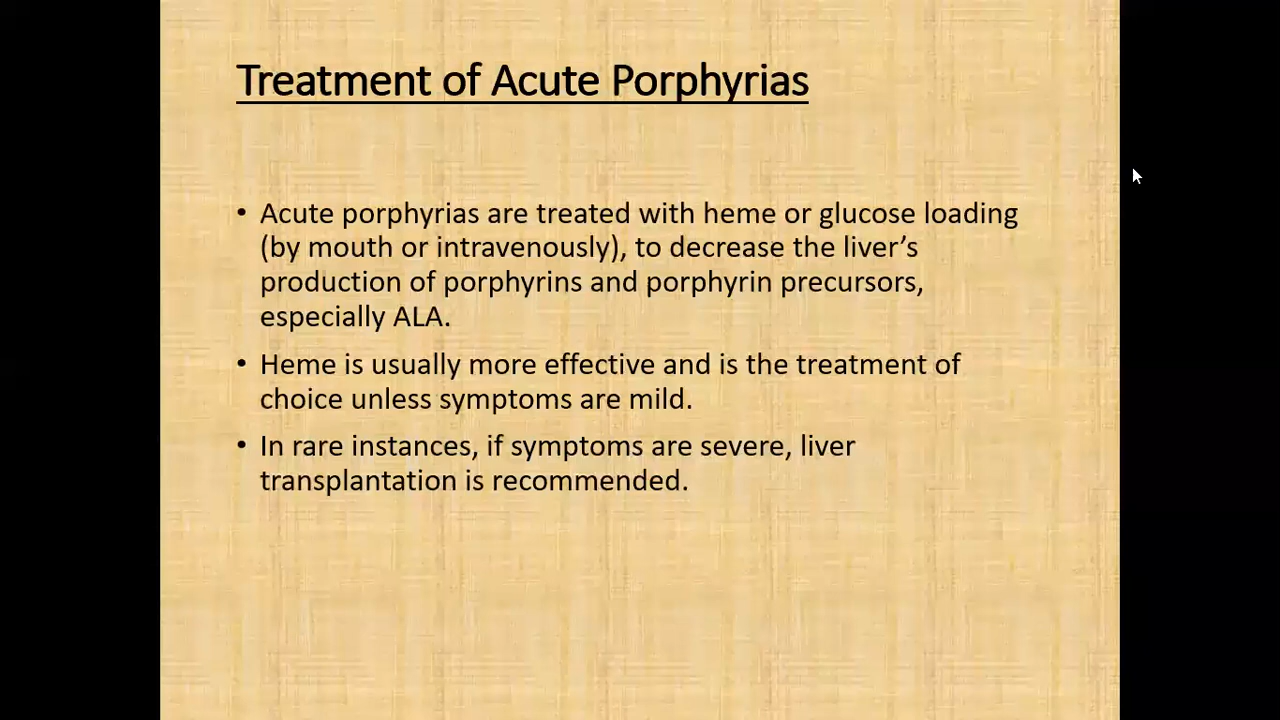 Treatment of Acute Porphyrias
• Acute porphyrias are treated with heme or glucose loading
(by mouth or intravenously), to decrease the liver’s
production of porphyrins and porphyrin precursors,
especially ALA.
• Heme is usually more effective and is the treatment of
choice unless symptoms are mild.
• In rare instances, if symptoms are severe, liver
transplantation is recommended.